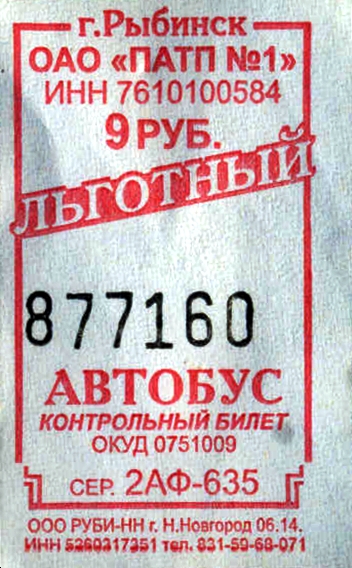 г.Рыбинск
ОАО «ПАТП №1»
ИНН 7610100584
9 РУБ.
ЛЬГОТНЫЙ
877160
АВТОБУС
КОНТРОЛЬНЫЙ БИЛЕТ
ОКУД 0751009
СЕР. 2АФ-635
ООО РУБИ-НН г. Н.Новгород 06.14.
ИНН 5260317351 тел. 831-59-68-071